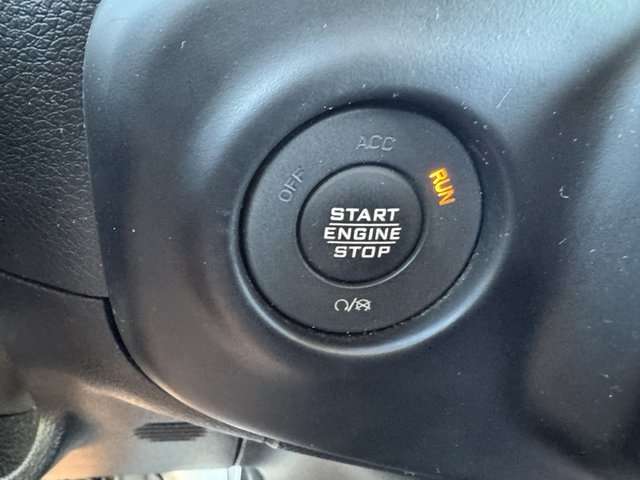 ACC
OFF
RUN
START
ENGINE
STOP